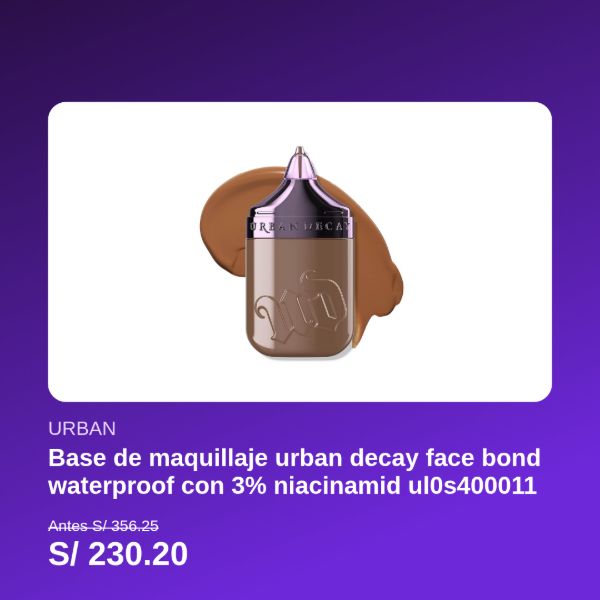 URBAN DECAY
UD
URBAN
Base de maquillaje urban decay face bond
waterproof con 3% niacinamid ul0s400011
Antes S/ 356.25
S/ 230.20